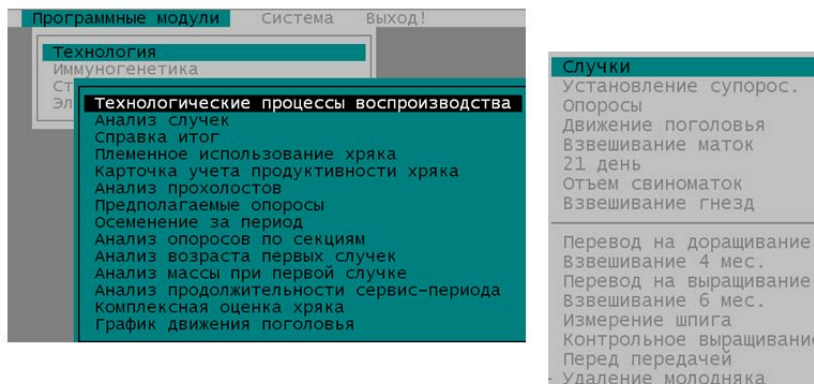 Программные модули Система Выход!
Технология
Иммуногенетика
Ст
Эл
Технологические процессы воспроизводства
Анализ случек
Справка итог
Племенное использование хряка
Карточка учета продуктивности хряка
Анализ прохолостов
Предполагаемые опоросы
Осеменение за период
Анализ опоросов по секциям
Анализ возраста первых случек
Анализ массы при первой случке
Анализ продолжительности сервис-периода
Комплексная оценка хряка
График движения поголовья
Случки
Установление супорос.
Опоросы
Движение поголовья
Взвешивание маток
21 день
Отъем свиноматок
Взвешивание гнезд
Перевод на доращивание
Взвешивание 4 мес.
Перевод на выращивание
Взвешивание 6 мес.
Измерение шпига
Контрольное выращивание
Перед передачей
Удаление молодняка